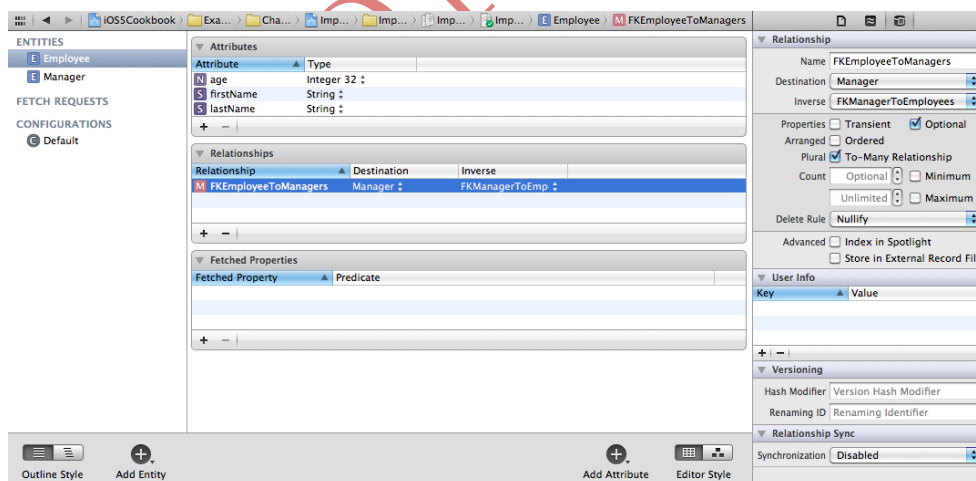 iOS5Cookbook Exa... Cha... Imp... Imp... Imp... Imp... E Employee M FKEmployeeToManagers
ENTITIES
E Employee
E Manager
FETCH REQUESTS
CONFIGURATIONS
C Default
Attributes
Attribute Type
N age Integer 32
S firstName String
S lastName String
+ −
Relationships
Relationship Destination Inverse
M FKEmployeeToManagers Manager FKManagerToEmp
+ −
Fetched Properties
Fetched Property Predicate
+ −
Outline Style
Add Entity
Add Attribute
Editor Style
Relationship
Name FKEmployeeToManagers
Destination Manager
Inverse FKManagerToEmployees
Properties Transient Optional
Arranged Ordered
Plural To-Many Relationship
Count Optional Minimum
Unlimited Maximum
Delete Rule Nullify
Advanced Index in Spotlight
Store in External Record Fil
User Info
Key Value
+ −
Versioning
Hash Modifier Version Hash Modifier
Renaming ID Renaming Identifier
Relationship Sync
Synchronization Disabled